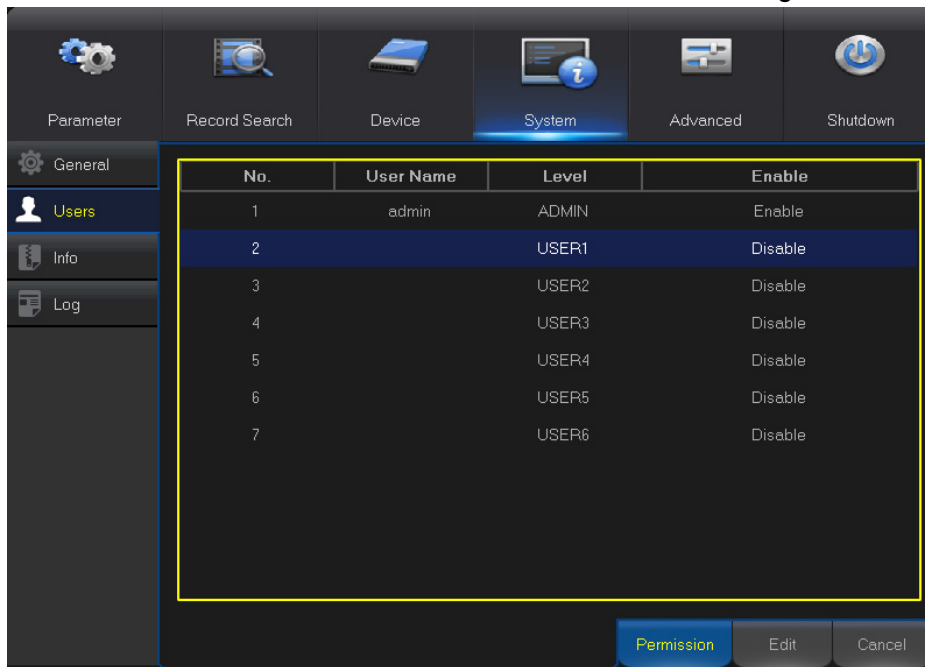 Parameter Record Search Device System Advanced Shutdown
General
Users
Info
Log
No. User Name Level Enable
1 admin ADMIN Enable
2 USER1 Disable
3 USER2 Disable
4 USER3 Disable
5 USER4 Disable
6 USER5 Disable
7 USER6 Disable
Permission Edit Cancel